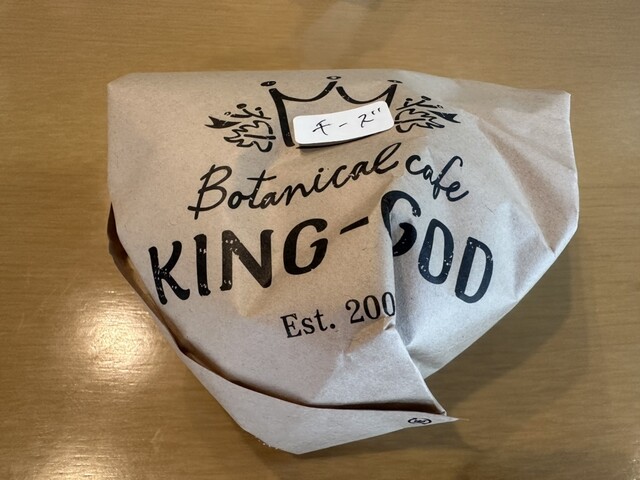 チーズ
Botanical cafe
KING-GOD
Est. 200